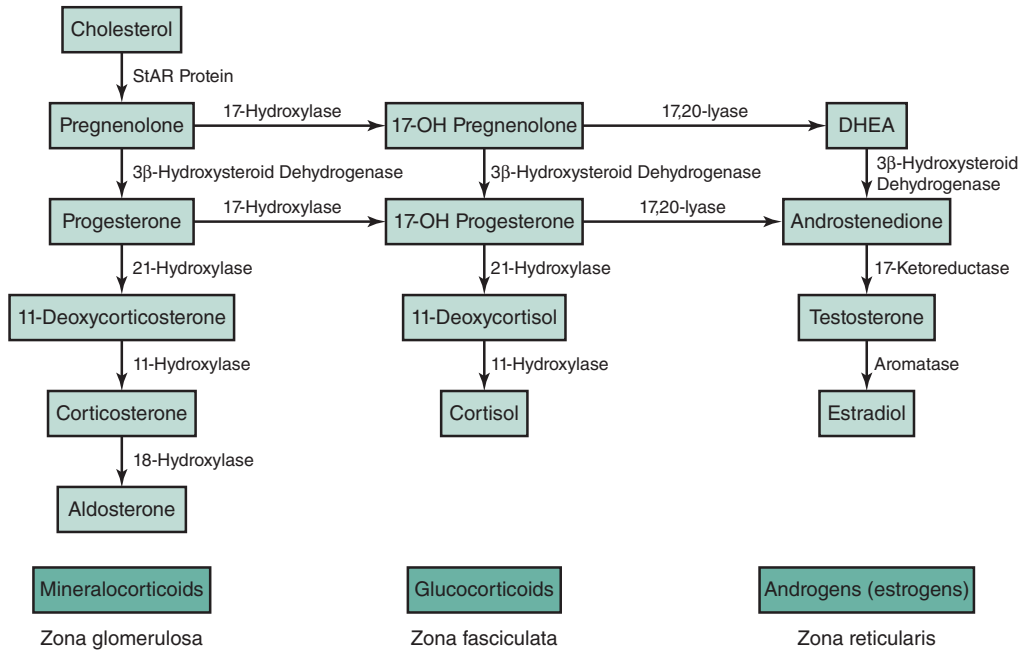 Cholesterol
StAR Protein
17-Hydroxylase
17,20-lyase
Pregnenolone
17-OH Pregnenolone
DHEA
3β-Hydroxysteroid Dehydrogenase
3β-Hydroxysteroid Dehydrogenase
3β-Hydroxysteroid
Dehydrogenase
17-Hydroxylase
17,20-lyase
Progesterone
17-OH Progesterone
Androstenedione
21-Hydroxylase
21-Hydroxylase
17-Ketoreductase
11-Deoxycorticosterone
11-Deoxycortisol
Testosterone
11-Hydroxylase
11-Hydroxylase
Aromatase
Corticosterone
Cortisol
Estradiol
18-Hydroxylase
Aldosterone
Mineralocorticoids
Glucocorticoids
Androgens (estrogens)
Zona glomerulosa
Zona fasciculata
Zona reticularis